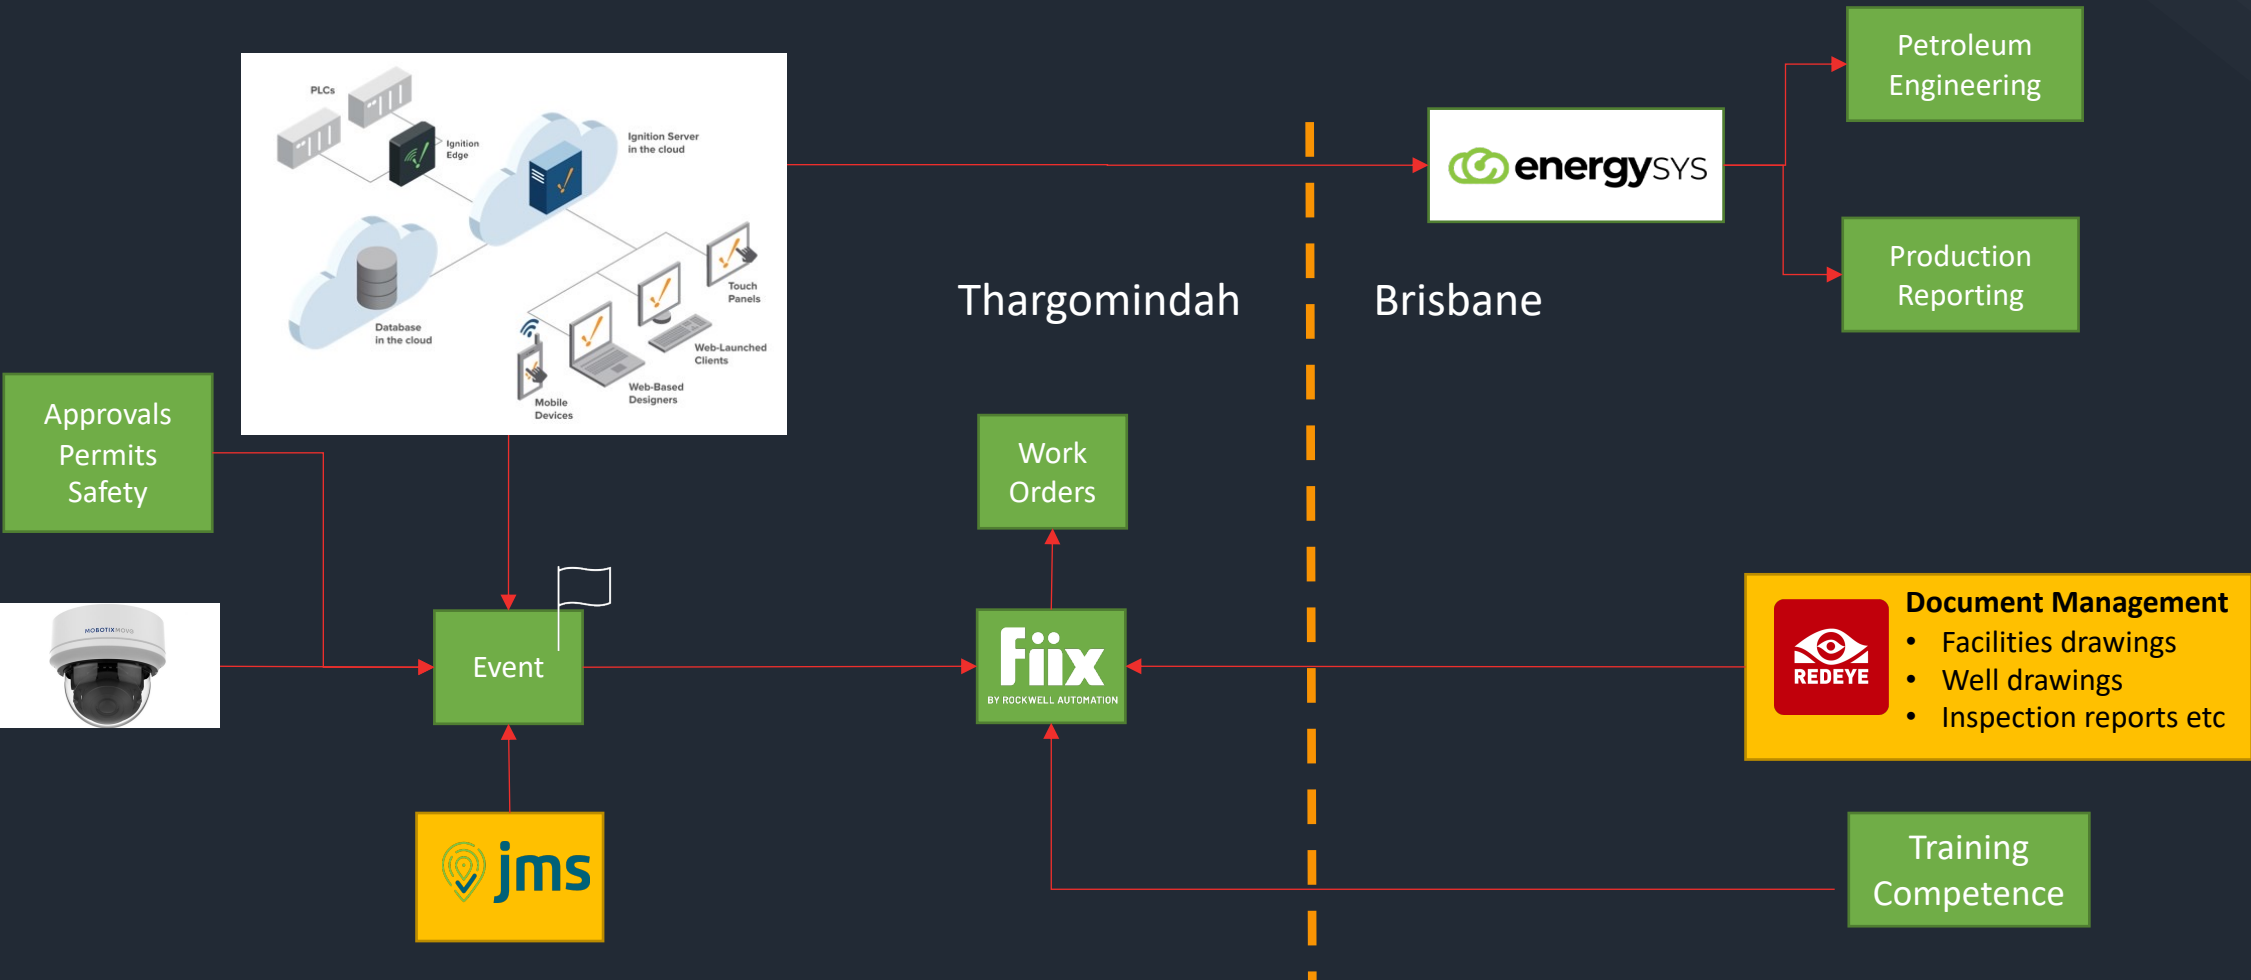 PLCs
Ignition
Edge
Ignition Server
in the cloud
Database
in the cloud
Touch
Panels
Web-Launched
Clients
Web-Based
Designers
Mobile
Devices
energysys
Petroleum
Engineering
Production
Reporting
Thargomindah
Brisbane
Approvals
Permits
Safety
Work
Orders
MOBOTIX MOVE
Event
fiix
BY ROCKWELL AUTOMATION
REDEYE
Document Management
• Facilities drawings
• Well drawings
• Inspection reports etc
jms
Training
Competence